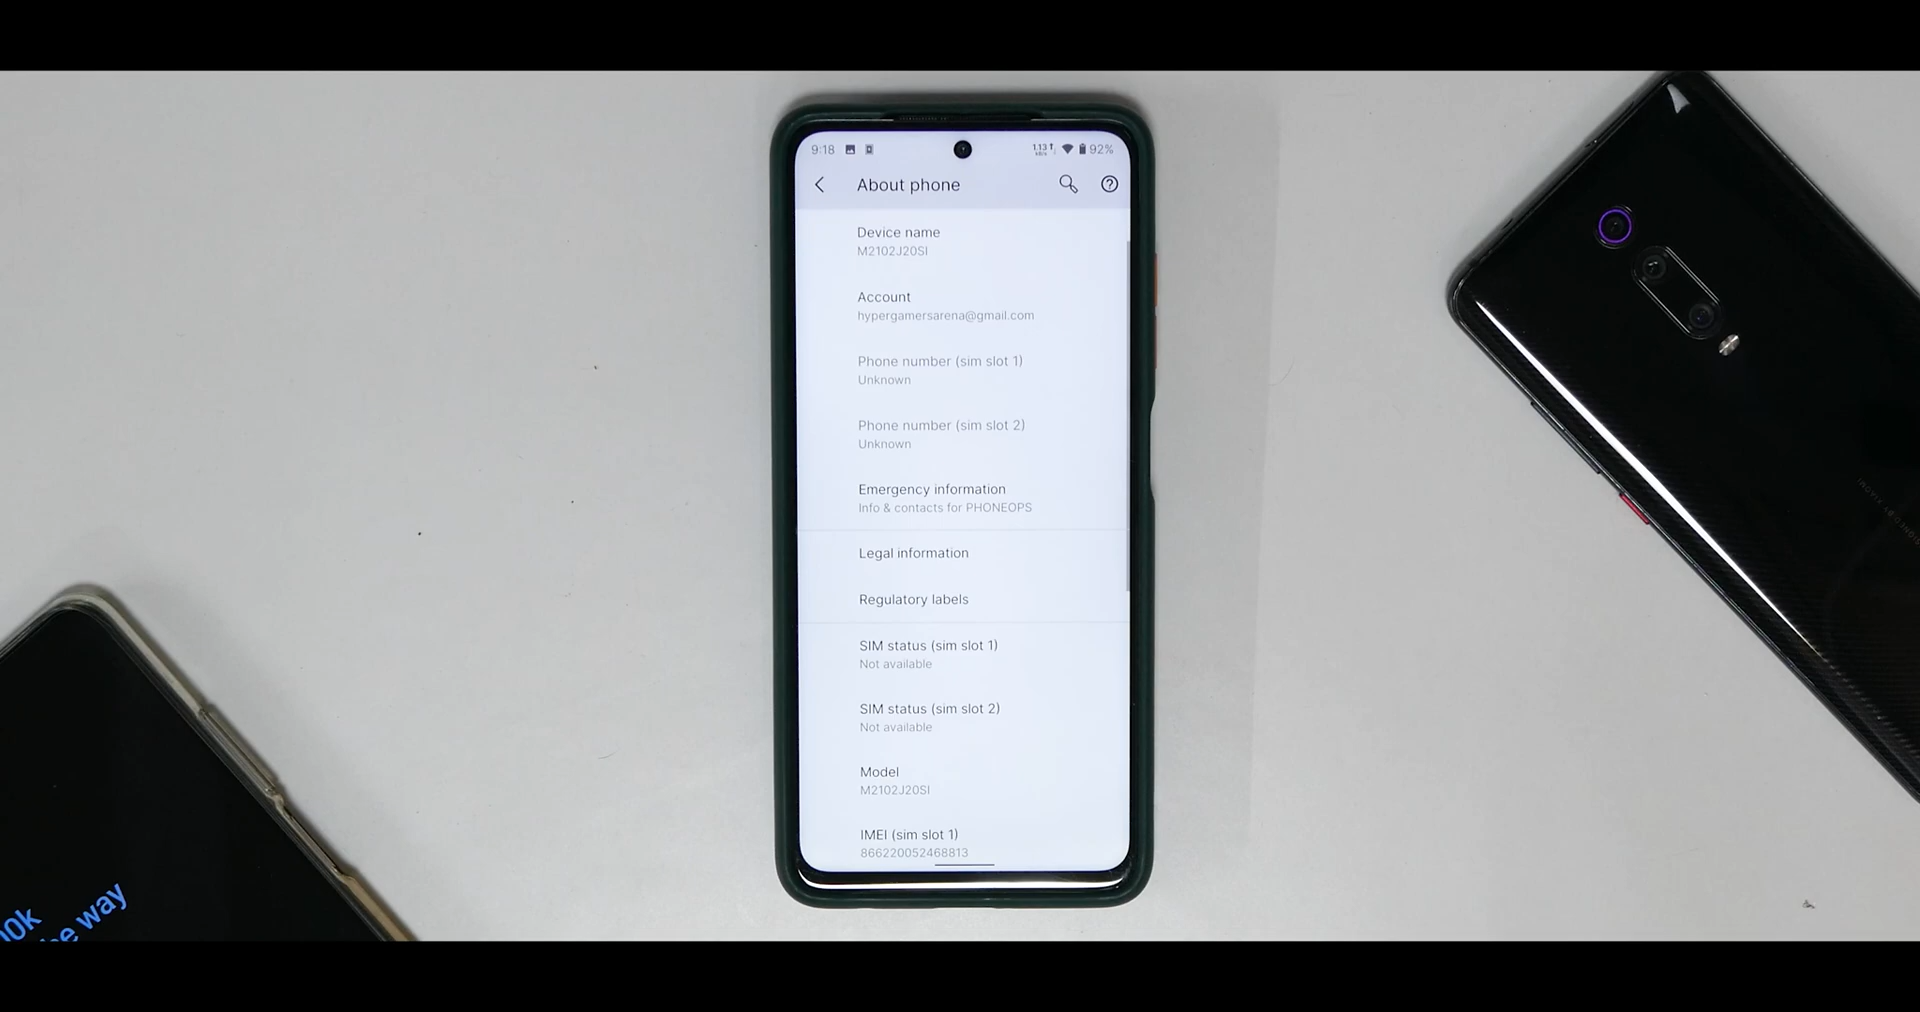 9:18
1.13
92%
About phone
Device name
M2102J20SI
Account
hypergamersarena@gmail.com
Phone number (sim slot 1)
Unknown
Phone number (sim slot 2)
Unknown
Emergency information
Info & contacts for PHONEOPS
Legal information
Regulatory labels
SIM status (sim slot 1)
Not available
SIM status (sim slot 2)
Not available
Model
M2102J20SI
IMEI (sim slot 1)
866220052468813
way